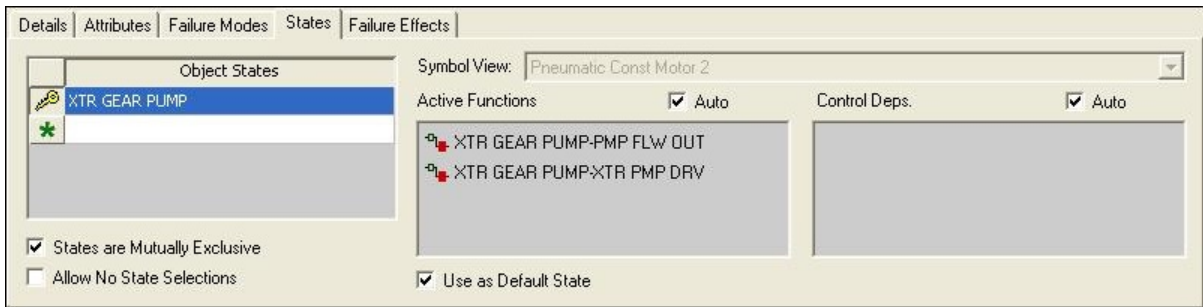 Details Attributes Failure Modes States Failure Effects
Object States
XTR GEAR PUMP
States are Mutually Exclusive
Allow No State Selections
Symbol View: Pneumatic Const Motor 2
Active Functions Auto
XTR GEAR PUMP-PMP FLW OUT
XTR GEAR PUMP-XTR PMP DRV
Use as Default State
Control Deps. Auto